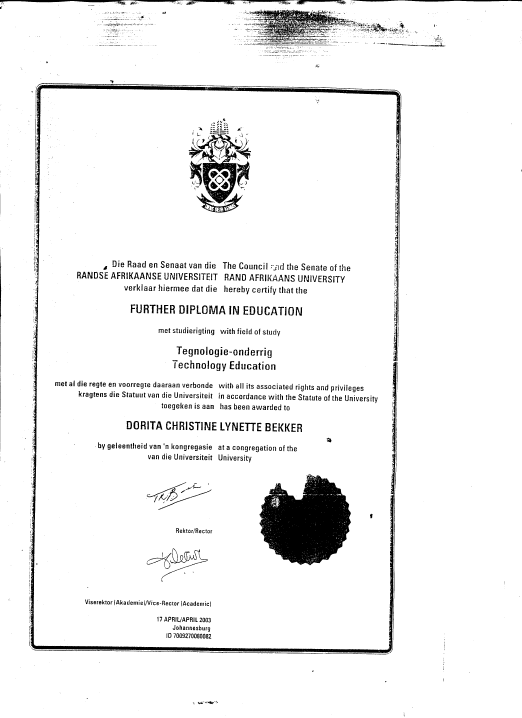 Die Raad en Senaat van die The Council and the Senate of the
RANDSE AFRIKAANSE UNIVERSITEIT RAND AFRIKAANS UNIVERSITY
verklaar hiermee dat die hereby certify that the
FURTHER DIPLOMA IN EDUCATION
met studierigting with field of study
Tegnologie-onderrig
Technology Education
met al die regte en voorregte daaraan verbonde with all its associated rights and privileges
kragtens die Statuut van die Universiteit in accordance with the Statute of the University
toegeken is aan has been awarded to
DORITA CHRISTINE LYNETTE BEKKER
by geleentheid van 'n kongregasie at a congregation of the
van die Universiteit University
Rektor/Rector
Viserektor (Akademie)/Vice-Rector (Academic)
17 APRIL/APRIL 2003
Johannesburg
ID 7009270080082